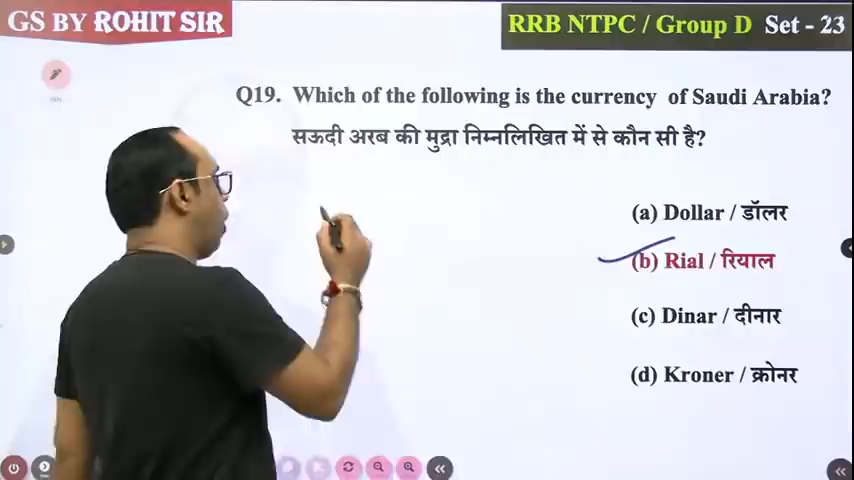 GS BY ROHIT SIR
RRB NTPC / Group D Set - 23
Q19. Which of the following is the currency of Saudi Arabia?
सऊदी अरब की मुद्रा निम्नलिखित में से कौन सी है?
(a) Dollar / डॉलर
(b) Rial / रियाल
(c) Dinar / दीनार
(d) Kroner / क्रोनर